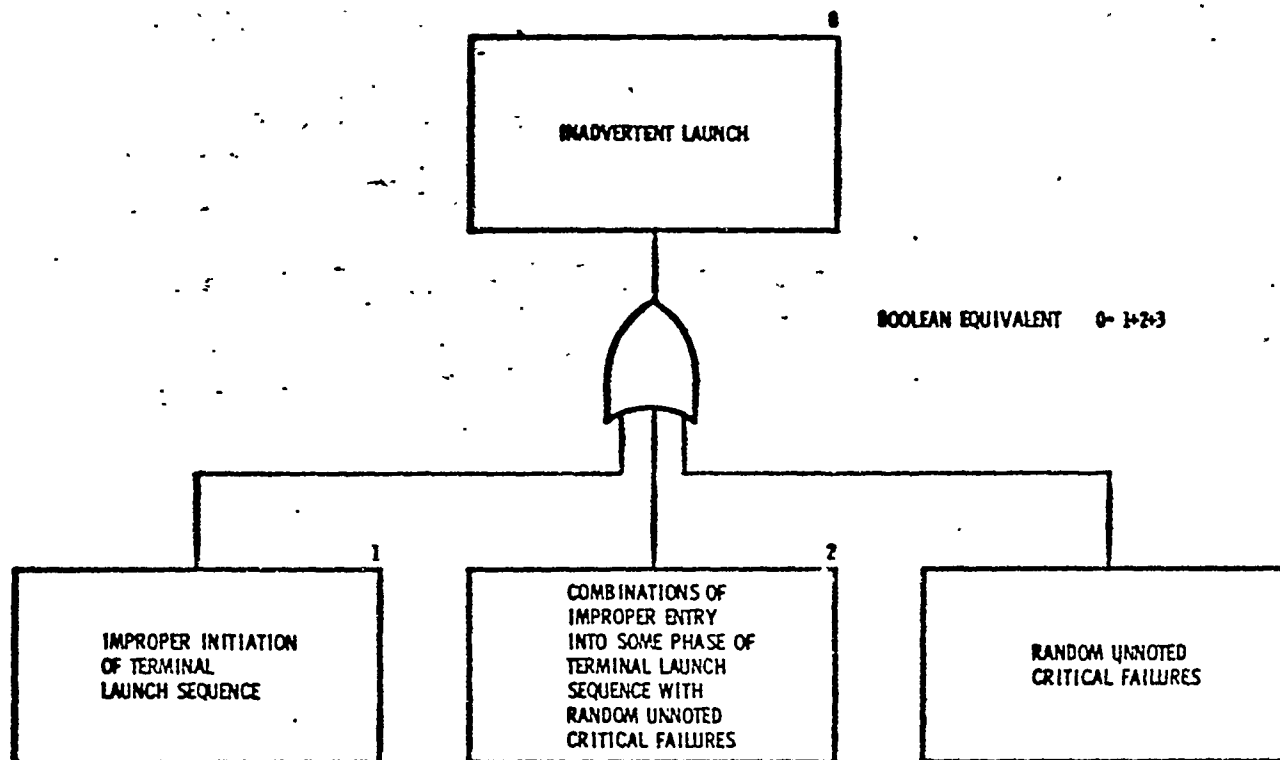 INADVERTENT LAUNCH
BOOLEAN EQUIVALENT 0= 1+2+3
1
IMPROPER INITIATION
OF TERMINAL
LAUNCH SEQUENCE
2
COMBINATIONS OF
IMPROPER ENTRY
INTO SOME PHASE OF
TERMINAL LAUNCH
SEQUENCE WITH
RANDOM UNNOTED
CRITICAL FAILURES
RANDOM UNNOTED
CRITICAL FAILURES